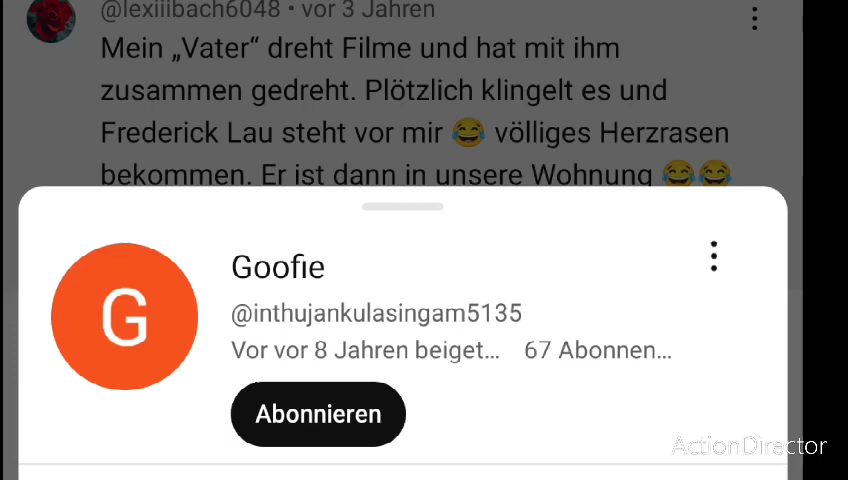 @lexiiibach6048 • vor 3 Jahren
Mein „Vater“ dreht Filme und hat mit ihm
zusammen gedreht. Plötzlich klingelt es und
Frederick Lau steht vor mir 😂 völliges Herzrasen
bekommen. Er ist dann in unsere Wohnung 😂😂
G
Goofie
@inthujankulasingam5135
Vor vor 8 Jahren beiget... 67 Abonnen...
Abonnieren
ActionDirector